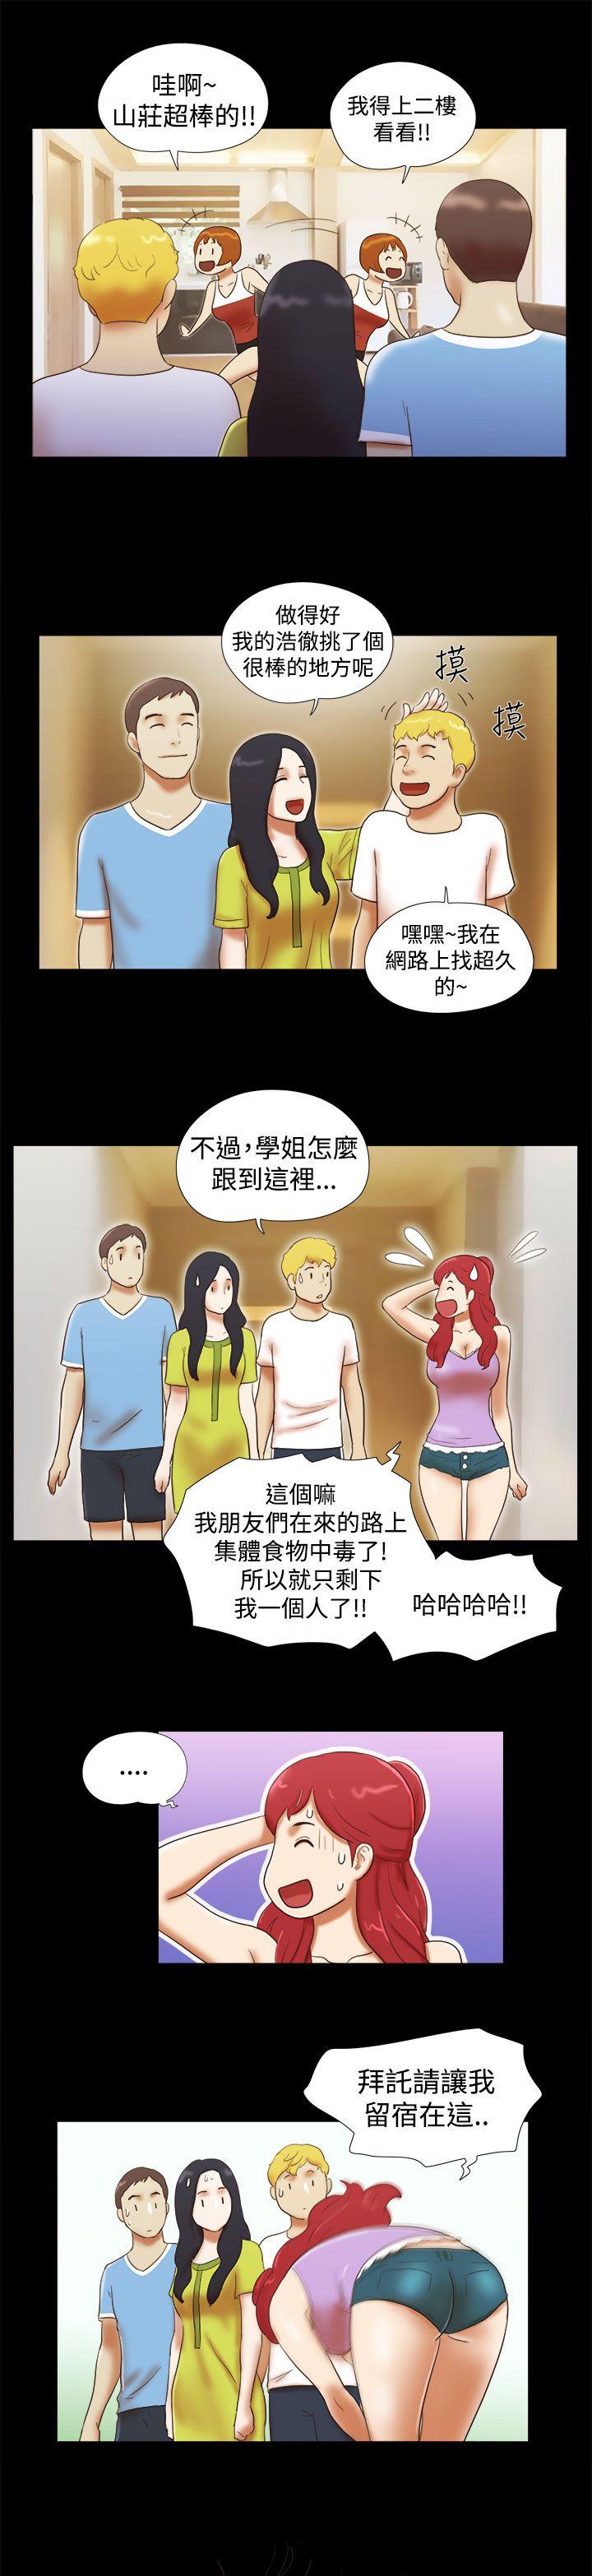 哇啊~
山莊超棒的!!
我得上二樓
看看!!
做得好
我的浩徹挑了個
很棒的地方呢
摸
摸
嘿嘿~我在
網路上找超久
的~
不過,學姐怎麼
跟到這裡...
這個嘛
我朋友們在來的路上
集體食物中毒了!
所以就只剩下
我一個人了!!
哈哈哈哈!!
....
拜託請讓我
留宿在這..